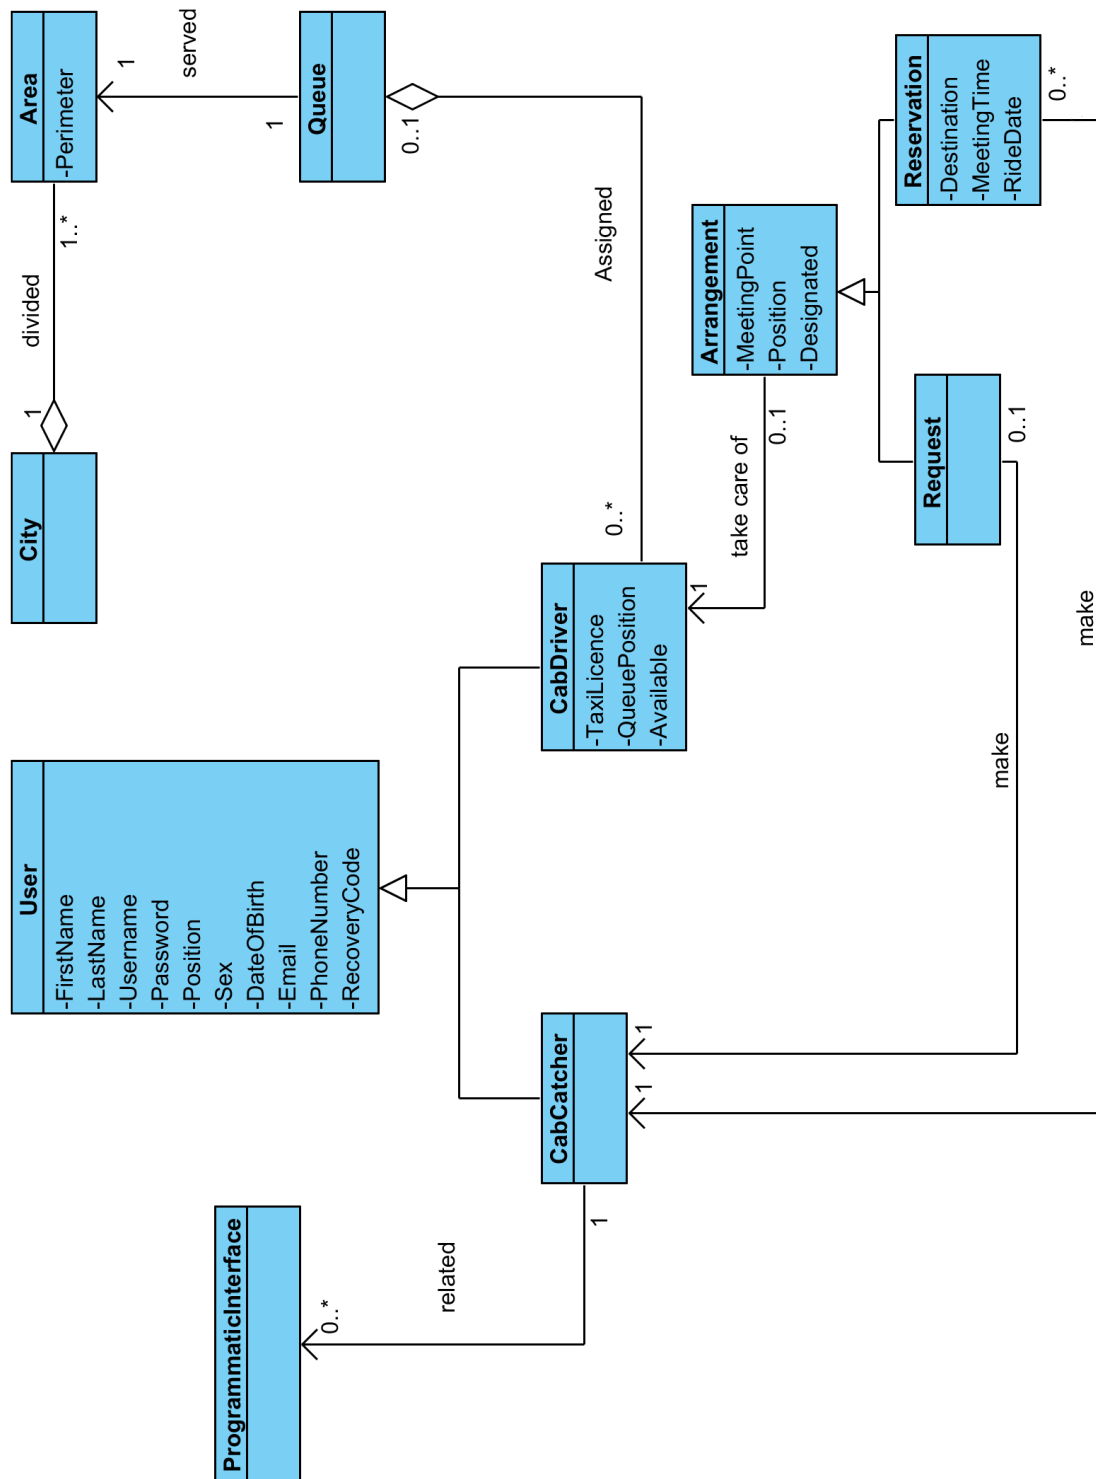 ProgrammaticInterface
0..*
related
1
CabCatcher
1
1
User
-FirstName
-LastName
-Username
-Password
-Position
-Sex
-DateOfBirth
-Email
-PhoneNumber
-RecoveryCode
CabDriver
-TaxiLicence
-QueuePosition
-Available
0..*
1
take care of
0..1
make
make
City
1
divided
1..*
Area
-Perimeter
1
served
1
Queue
0..1
Assigned
Arrangement
-MeetingPoint
-Position
-Designated
Request
0..1
Reservation
-Destination
-MeetingTime
-RideDate
0..*